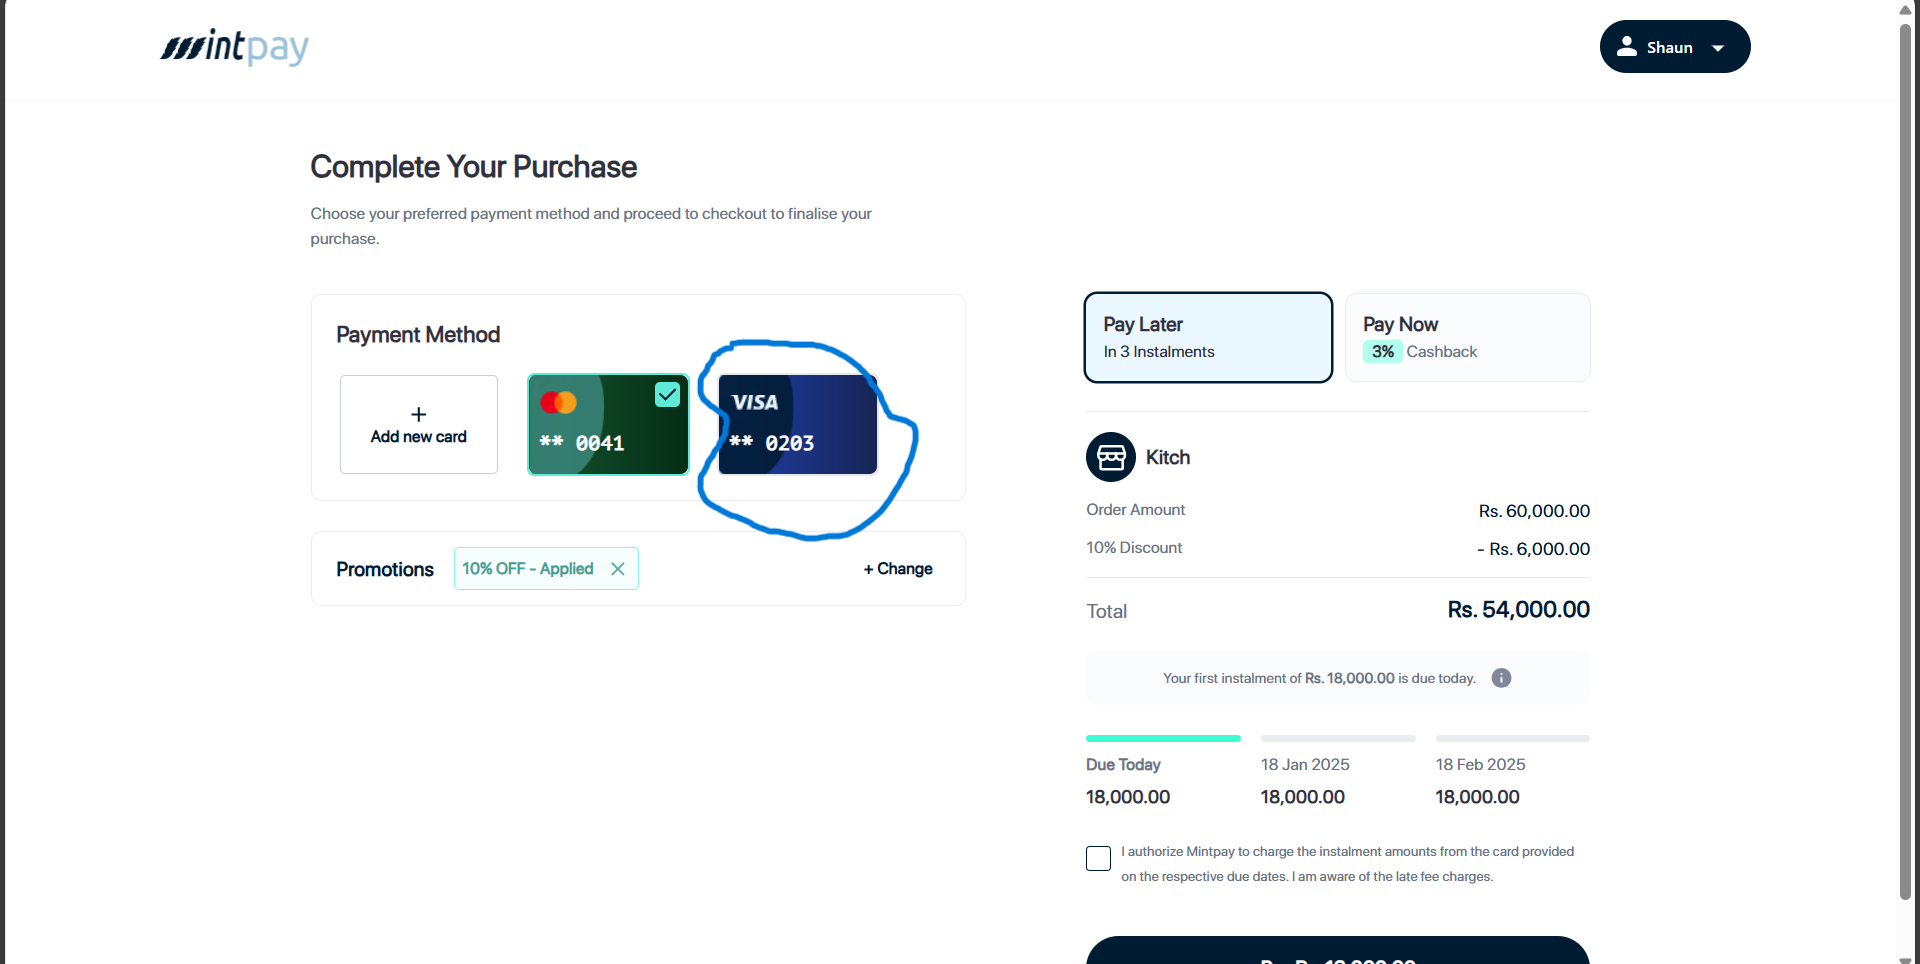 mintpay
Shaun
Complete Your Purchase
Choose your preferred payment method and proceed to checkout to finalise your
purchase.
Payment Method
+
Add new card
** 0041
VISA
** 0203
Promotions
10% OFF - Applied
+ Change
Pay Later
In 3 Instalments
Pay Now
3% Cashback
Kitch
Order Amount Rs. 60,000.00
10% Discount - Rs. 6,000.00
Total Rs. 54,000.00
Your first instalment of Rs. 18,000.00 is due today.
Due Today 18 Jan 2025 18 Feb 2025
18,000.00 18,000.00 18,000.00
I authorize Mintpay to charge the instalment amounts from the card provided
on the respective due dates. I am aware of the late fee charges.